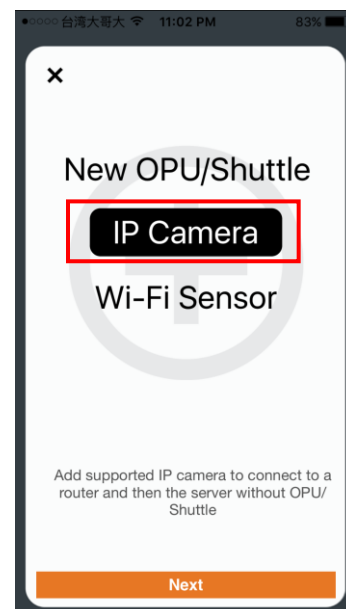 台湾大哥大 11:02 PM 83%
×
New OPU/Shuttle
IP Camera
Wi-Fi Sensor
Add supported IP camera to connect to a
router and then the server without OPU/
Shuttle
Next